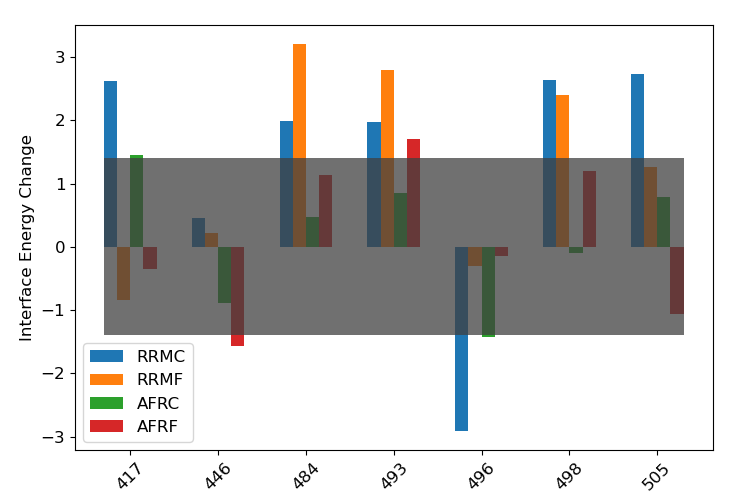 Interface Energy Change
3
2
1
0
−1
−2
−3
RRMC
RRMF
AFRC
AFRF
417 446 484 493 496 498 505